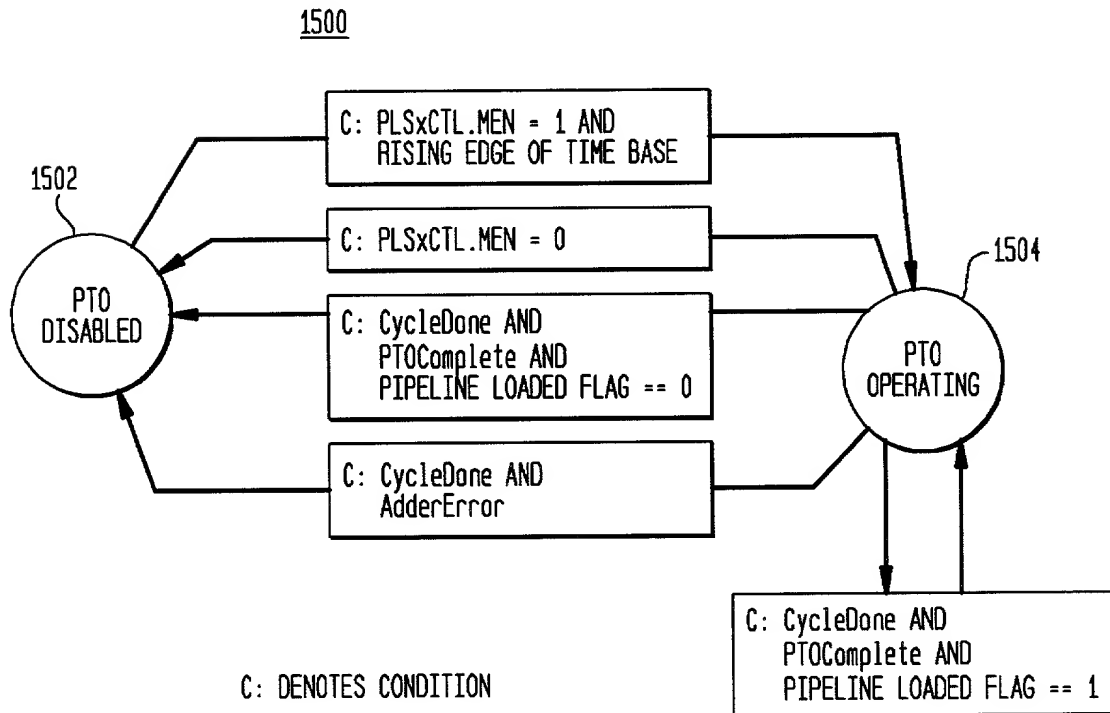 1500
C: PLSxCTL.MEN = 1 AND
RISING EDGE OF TIME BASE
1502
C: PLSxCTL.MEN = 0
1504
PTO
DISABLED
C: CycleDone AND
PTOComplete AND
PIPELINE LOADED FLAG == 0
PTO
OPERATING
C: CycleDone AND
AdderError
C: CycleDone AND
PTOComplete AND
PIPELINE LOADED FLAG == 1
C: DENOTES CONDITION